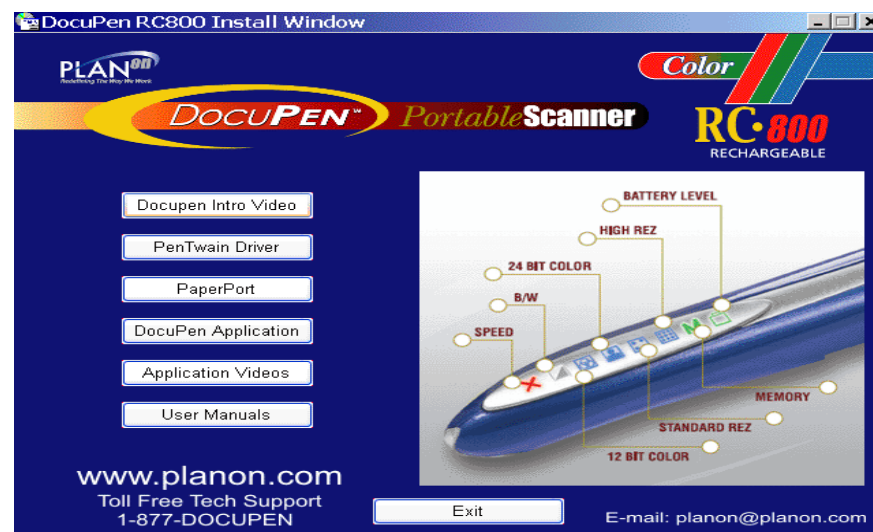 DocuPen RC800 Install Window
PLANon
Redefining The Way We Work
Color
DOCUPEN™ PortableScanner
RC·800
RECHARGEABLE
Docupen Intro Video
PenTwain Driver
PaperPort
DocuPen Application
Application Videos
User Manuals
BATTERY LEVEL
HIGH REZ
24 BIT COLOR
B/W
SPEED
MEMORY
STANDARD REZ
12 BIT COLOR
www.planon.com
Toll Free Tech Support
1-877-DOCUPEN
Exit
E-mail: planon@planon.com